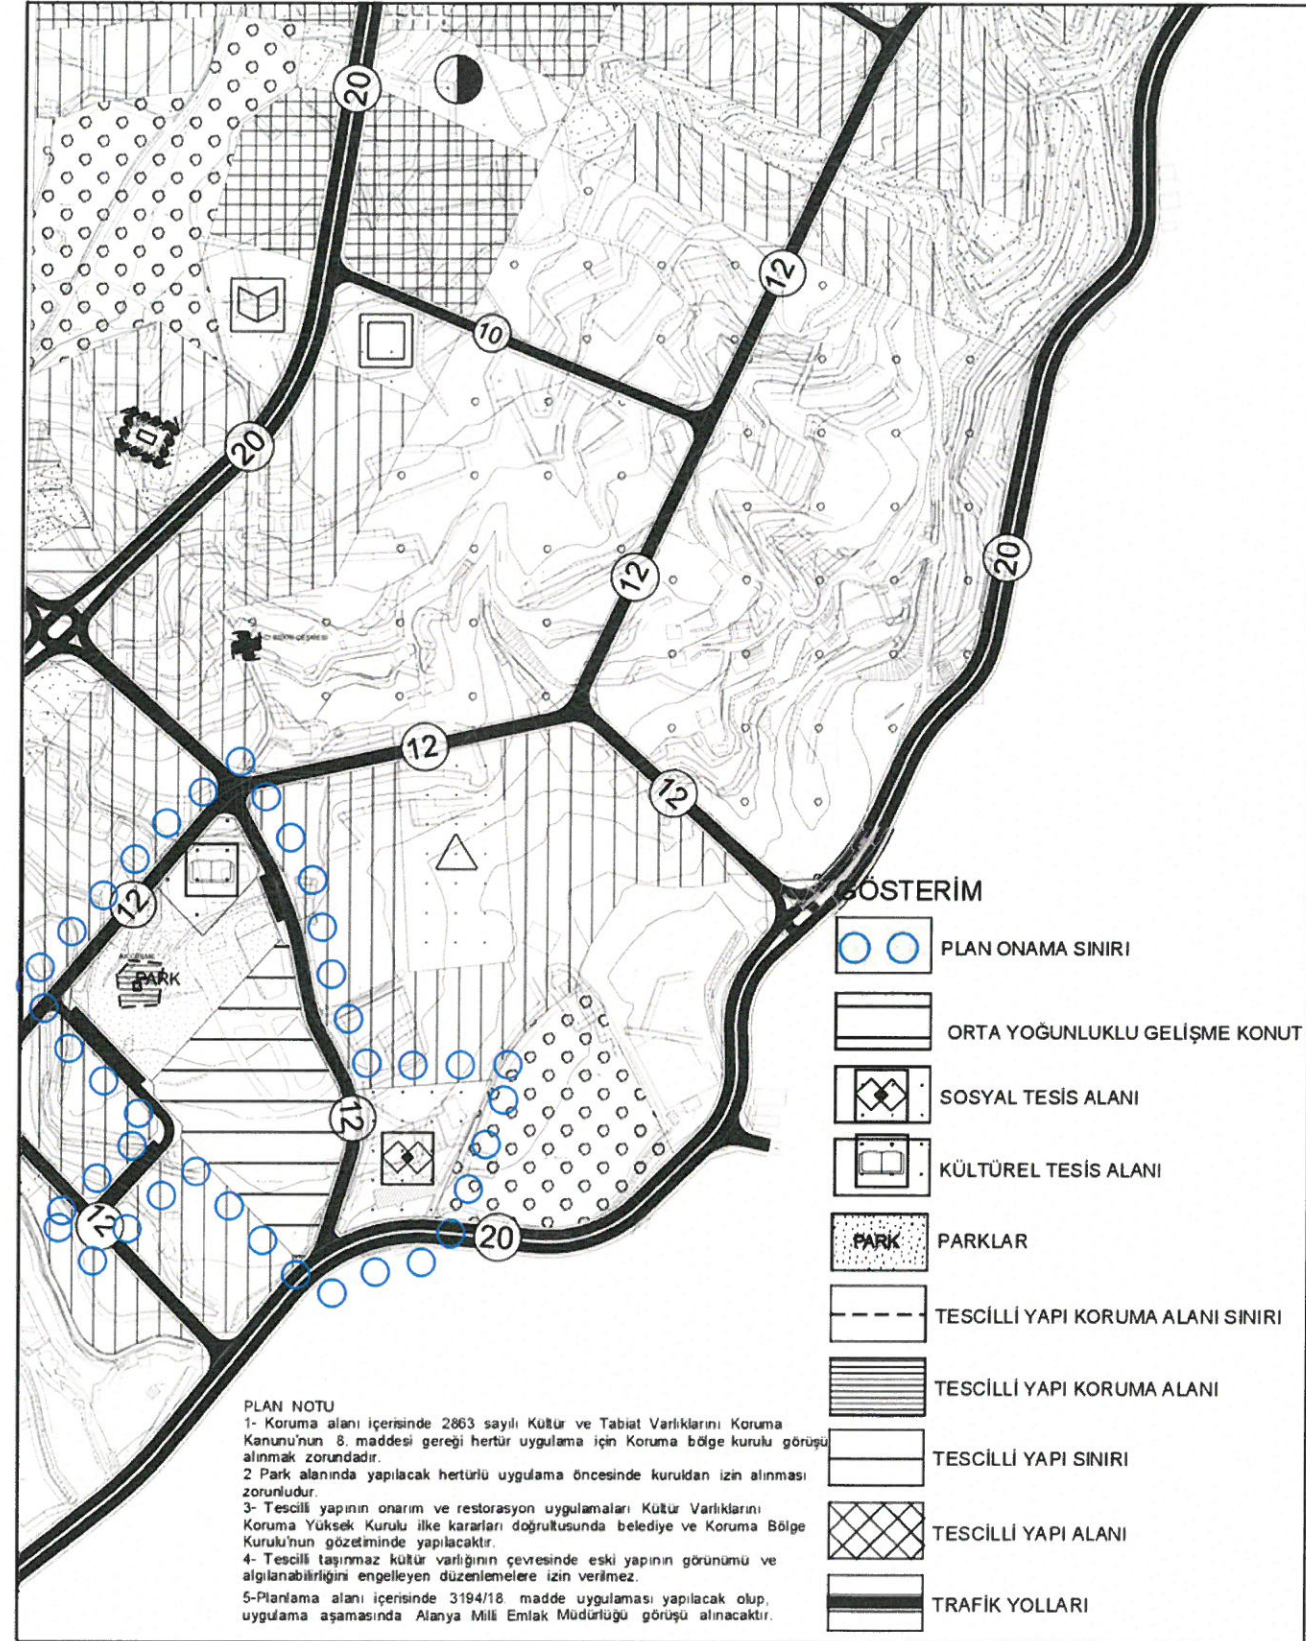 20
12
10
20
12
20
12
12
12
PARK
12
12
20
12
GÖSTERİM
PLAN ONAMA SINIRI
ORTA YOĞUNLUKLU GELİŞME KONUT
SOSYAL TESİS ALANI
KÜLTÜREL TESİS ALANI
PARK
PARKLAR
TESCİLLİ YAPI KORUMA ALANI SINIRI
TESCİLLİ YAPI KORUMA ALANI
TESCİLLİ YAPI SINIRI
TESCİLLİ YAPI ALANI
TRAFİK YOLLARI
PLAN NOTU
1- Koruma alanı içerisinde 2863 sayılı Kültür ve Tabiat Varlıklarını Koruma
Kanunu'nun 8. maddesi gereği hertür uygulama için Koruma bölge kurulu görüşü
alınmak zorundadır.
2 Park alanında yapılacak hertürlü uygulama öncesinde kuruldan izin alınması
zorunludur.
3- Tescilli yapının onarım ve restorasyon uygulamaları Kültür Varlıklarını
Koruma Yüksek Kurulu ilke kararları doğrultusunda belediye ve Koruma Bölge
Kurulu'nun gözetiminde yapılacaktır.
4- Tescilli taşınmaz kültür varlığının çevresinde eski yapının görünümü ve
algılanabilirliğini engelleyen düzenlemelere izin verilmez.
5-Planlama alanı içerisinde 3194/18. madde uygulaması yapılacak olup,
uygulama aşamasında Alanya Milli Emlak Müdürlüğü görüşü alınacaktır.